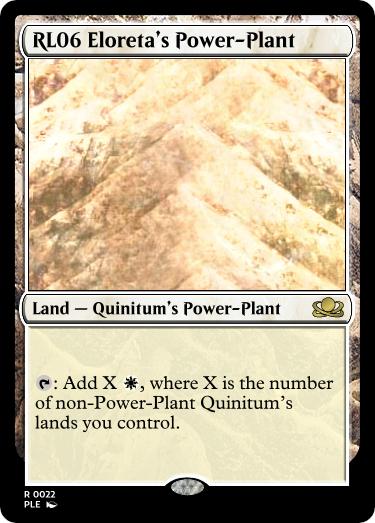 RL06 Eloreta's Power-Plant
Land — Quinitum's Power-Plant
: Add X , where X is the number
of non-Power-Plant Quinitum's
lands you control.
R 0022
PLE